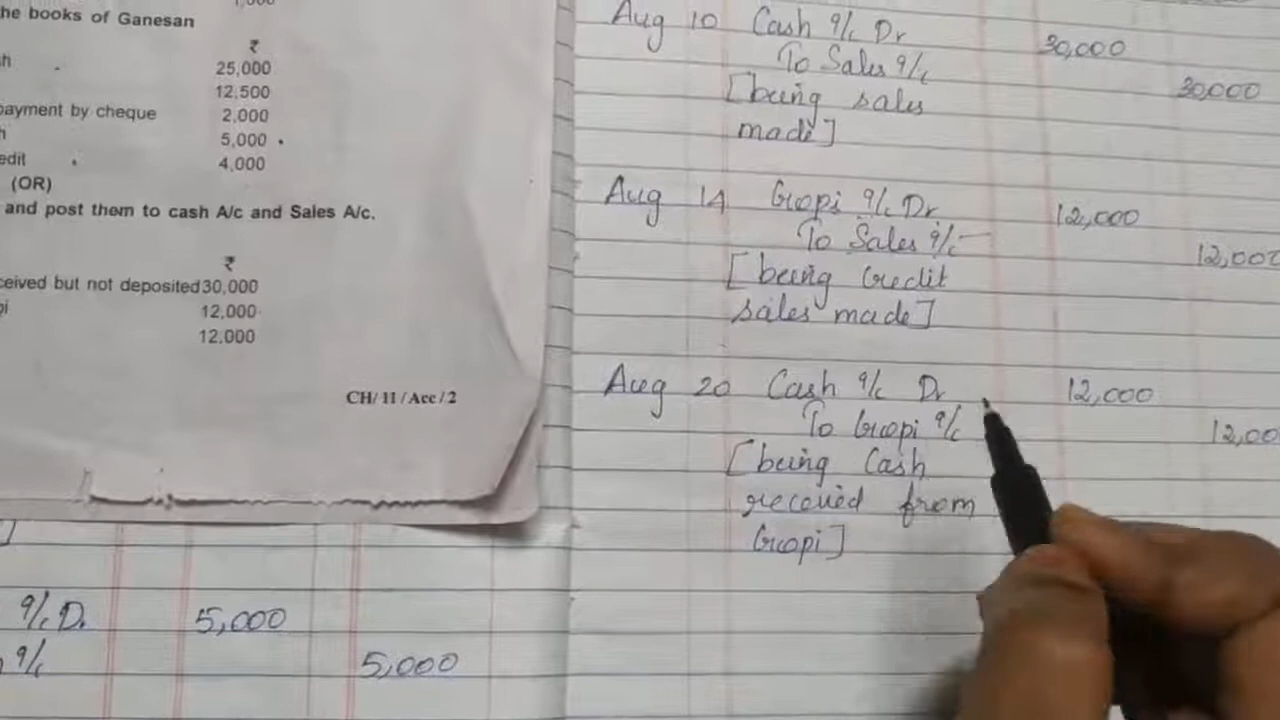 he books of Ganesan
₹
25,000
12,500
payment by cheque 2,000
5,000
edit 4,000
(OR)
and post them to cash A/c and Sales A/c.
₹
ceived but not deposited 30,000
pi 12,000
12,000
CH/11/Acc/2
a/c D. 5,000
a/c 5,000
Aug 10 Cash a/c Dr 30,000
To Sales a/c 30,000
[being sales
made]
Aug 14 Gopi a/c Dr 12,000
To Sales a/c 12,000
[being Credit
sales made]
Aug 20 Cash a/c Dr 12,000
To Gopi a/c 12,00
[being Cash
received from
Gopi]